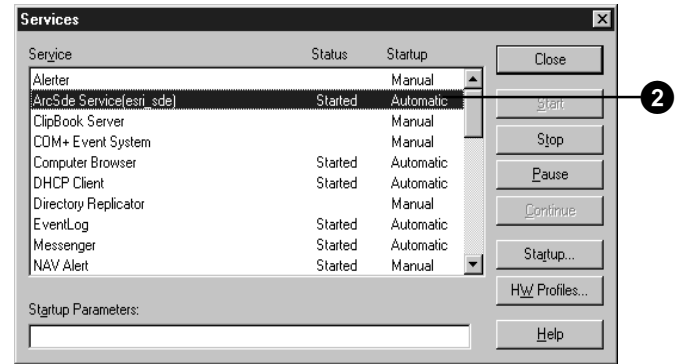 Services
Service Status Startup
Alerter Manual
ArcSde Service(esri_sde) Started Automatic
ClipBook Server Manual
COM+ Event System Manual
Computer Browser Started Automatic
DHCP Client Started Automatic
Directory Replicator Manual
EventLog Started Automatic
Messenger Started Automatic
NAV Alert Started Manual
Startup Parameters:
Close
Start
Stop
Pause
Continue
Startup...
HW Profiles...
Help
2